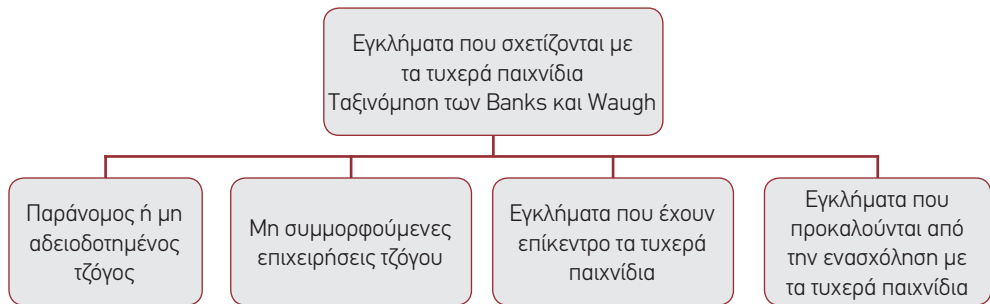 Εγκλήματα που σχετίζονται με
τα τυχερά παιχνίδια
Ταξινόμηση των Banks και Waugh
Παράνομος ή μη
αδειοδοτημένος
τζόγος
Μη συμμορφούμενες
επιχειρήσεις τζόγου
Εγκλήματα που έχουν
επίκεντρο τα τυχερά
παιχνίδια
Εγκλήματα που
προκαλούνται από
την ενασχόληση με
τα τυχερά παιχνίδια